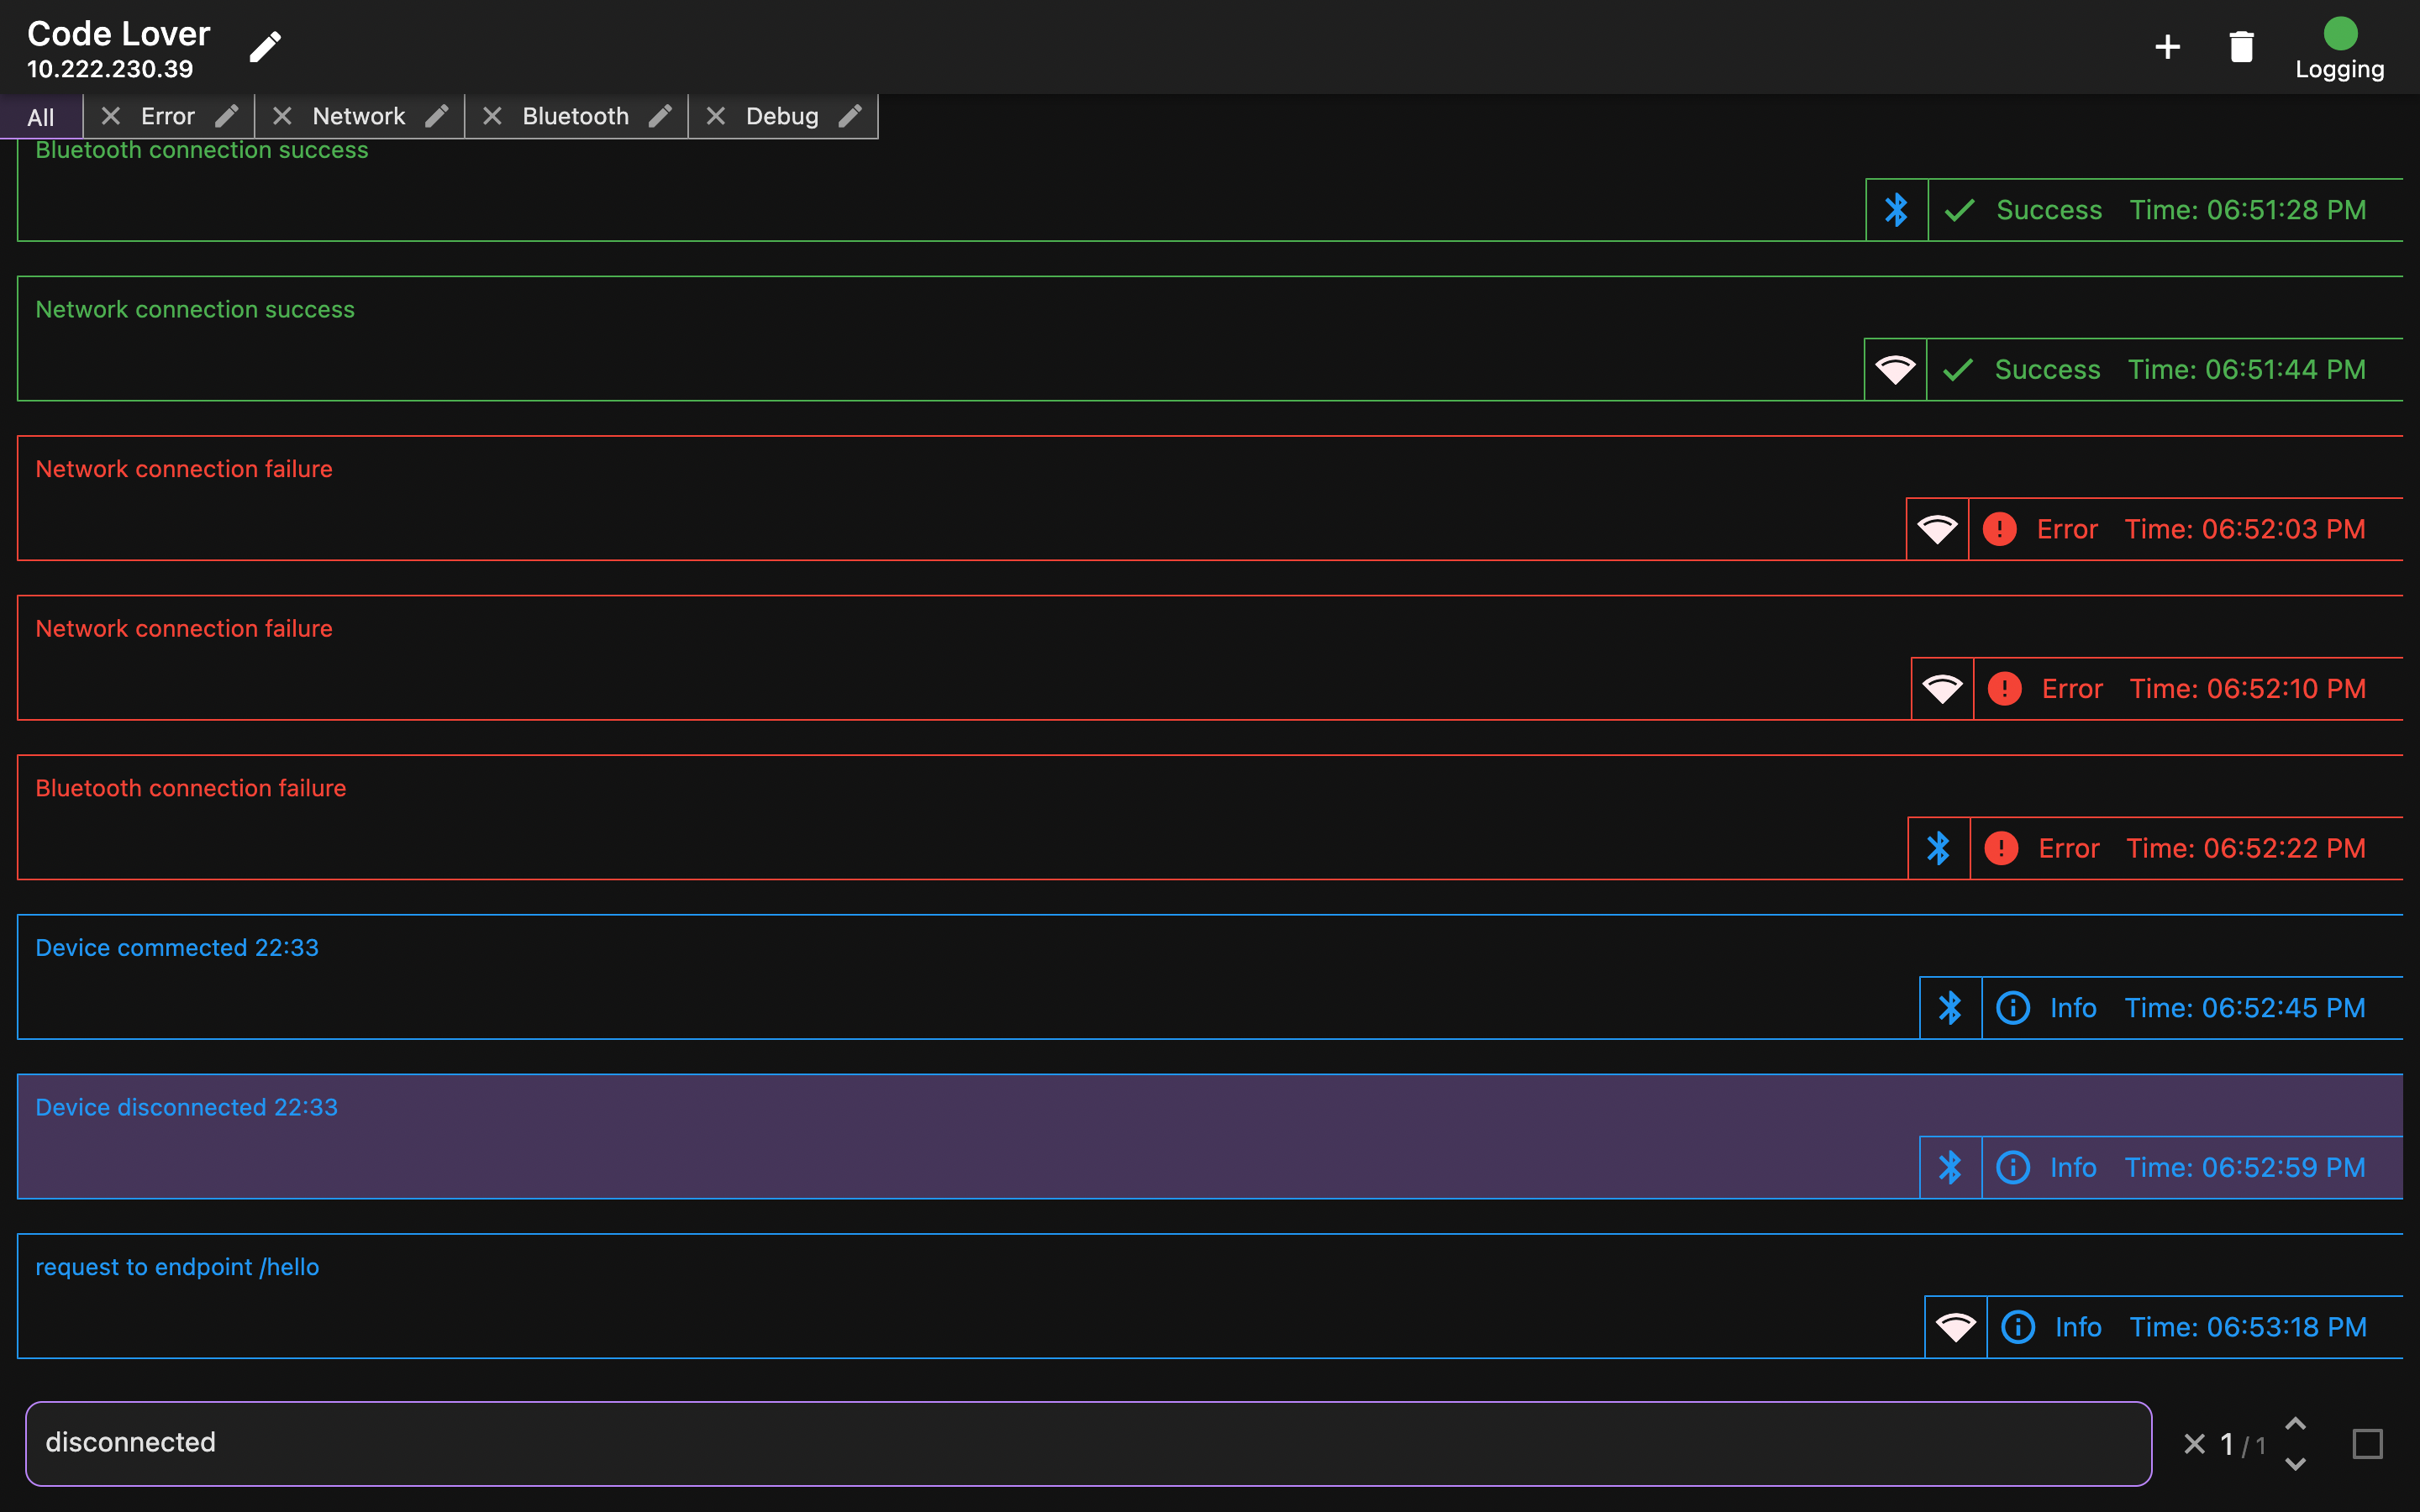 Code Lover
10.222.230.39
Logging
All Error Network Bluetooth Debug
Bluetooth connection success
Success Time: 06:51:28 PM
Network connection success
Success Time: 06:51:44 PM
Network connection failure
Error Time: 06:52:03 PM
Network connection failure
Error Time: 06:52:10 PM
Bluetooth connection failure
Error Time: 06:52:22 PM
Device commected 22:33
Info Time: 06:52:45 PM
Device disconnected 22:33
Info Time: 06:52:59 PM
request to endpoint /hello
Info Time: 06:53:18 PM
disconnected
1 / 1